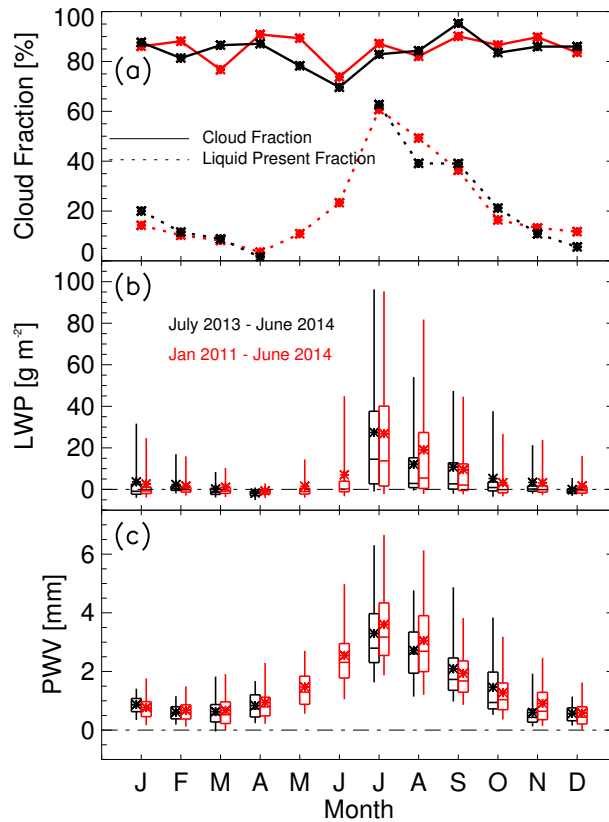 100
80
60
40
20
0
Cloud Fraction [%]
(a)
Cloud Fraction
Liquid Present Fraction
100
80
60
40
20
0
LWP [g m⁻²]
(b)
July 2013 - June 2014
Jan 2011 - June 2014
6
4
2
0
PWV [mm]
(c)
J F M A M J J A S O N D
Month